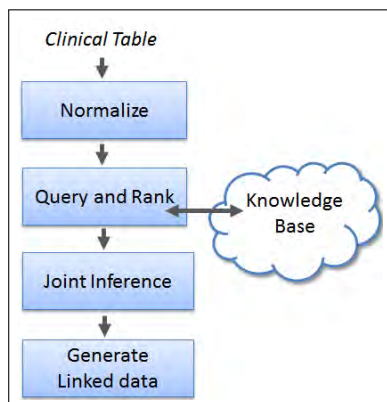 Clinical Table
Normalize
Query and Rank
Knowledge
Base
Joint Inference
Generate
Linked data